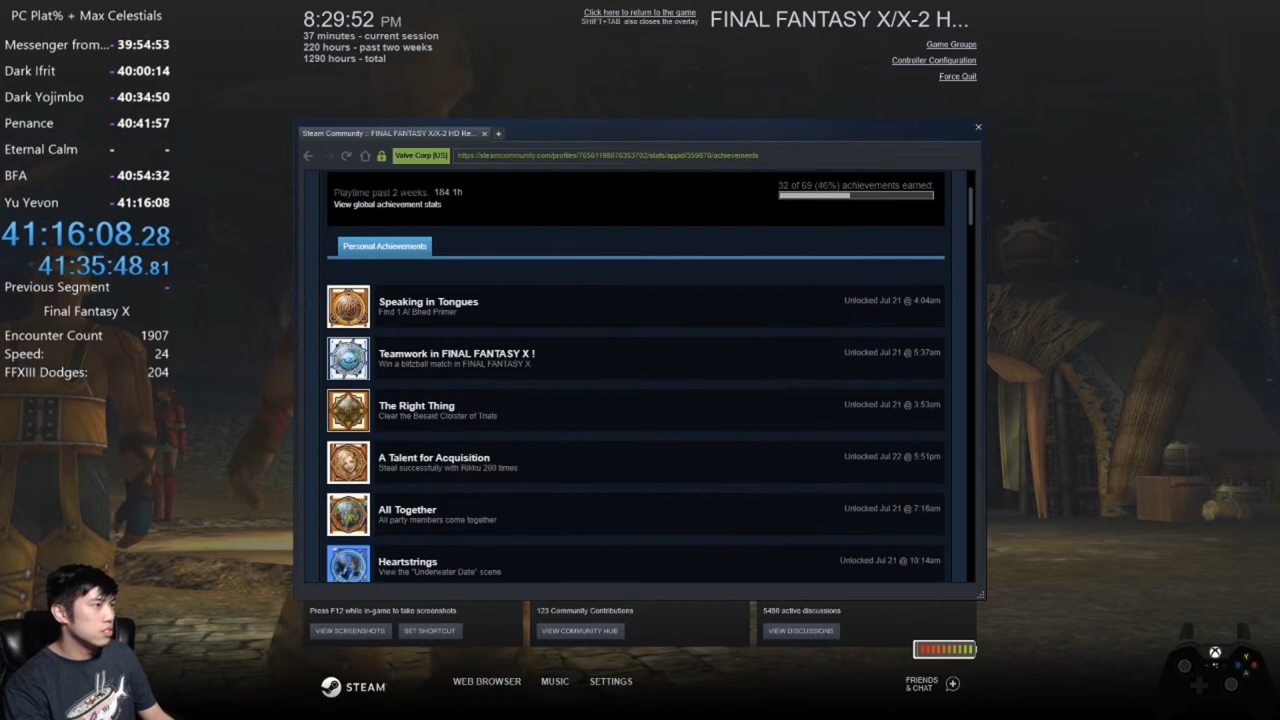 PC Plat% + Max Celestials
Messenger from... - 39:54:53
Dark Ifrit - 40:00:14
Dark Yojimbo - 40:34:50
Penance - 40:41:57
Eternal Calm - -
BFA - 40:54:32
Yu Yevon - 41:16:08
41:16:08.28
41:35:48.81
Previous Segment -
Final Fantasy X
Encounter Count 1907
Speed: 24
FFXIII Dodges: 204
8:29:52 PM
37 minutes - current session
220 hours - past two weeks
1290 hours - total
Click here to return to the game
SHIFT+TAB also closes the overlay
FINAL FANTASY X/X-2 H...
Game Groups
Controller Configuration
Force Quit
Steam Community :: FINAL FANTASY X/X-2 HD Re...
Valve Corp [US]
https://steamcommunity.com/profiles/76561198076353702/stats/appid/359870/achievements
Playtime past 2 weeks: 184.1h
View global achievement stats
32 of 69 (46%) achievements earned:
Personal Achievements
Speaking in Tongues
Find 1 Al Bhed Primer
Unlocked Jul 21 @ 4:04am
Teamwork in FINAL FANTASY X !
Win a blitzball match in FINAL FANTASY X
Unlocked Jul 21 @ 5:37am
The Right Thing
Clear the Besaid Cloister of Trials
Unlocked Jul 21 @ 3:53am
A Talent for Acquisition
Steal successfully with Rikku 200 times
Unlocked Jul 22 @ 5:51pm
All Together
All party members come together
Unlocked Jul 21 @ 7:16am
Heartstrings
View the "Underwater Date" scene
Unlocked Jul 21 @ 10:14am
Press F12 while in-game to take screenshots
VIEW SCREENSHOTS
SET SHORTCUT
123 Community Contributions
VIEW COMMUNITY HUB
5490 active discussions
VIEW DISCUSSIONS
STEAM
WEB BROWSER
MUSIC
SETTINGS
FRIENDS
& CHAT